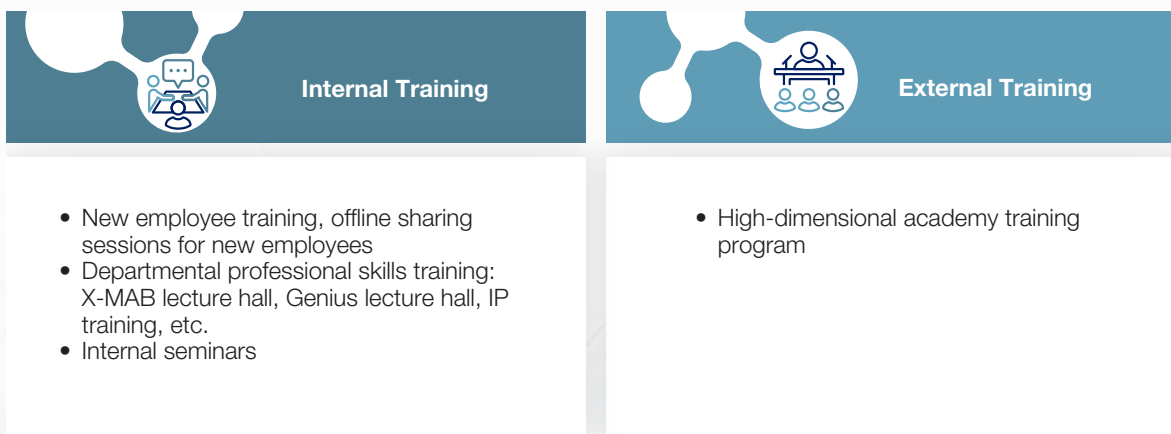 Internal Training
• New employee training, offline sharing
sessions for new employees
• Departmental professional skills training:
X-MAB lecture hall, Genius lecture hall, IP
training, etc.
• Internal seminars
External Training
• High-dimensional academy training
program